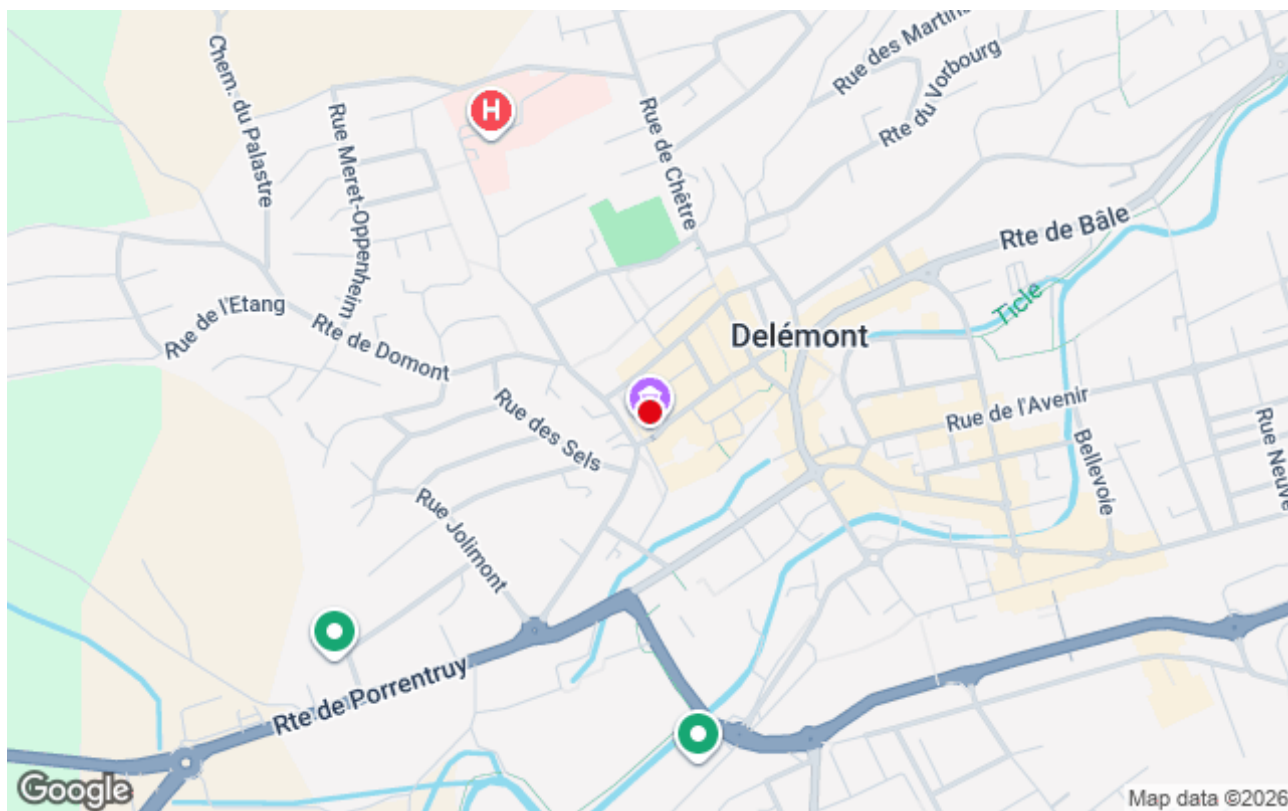 Rue des Martins
Chem. du Palastre
Rue Meret-Oppenheim
H
Rue de Chêtre
Rte du Vorbourg
Rte de Bâle
Rue de l'Etang
Rte de Domont
Delémont
Ticle
Rue des Sels
Rue de l'Avenir
Bellevoie
Rue Neuve
Rue Jolimont
Rte de Porrentruy
Google
Map data ©2026